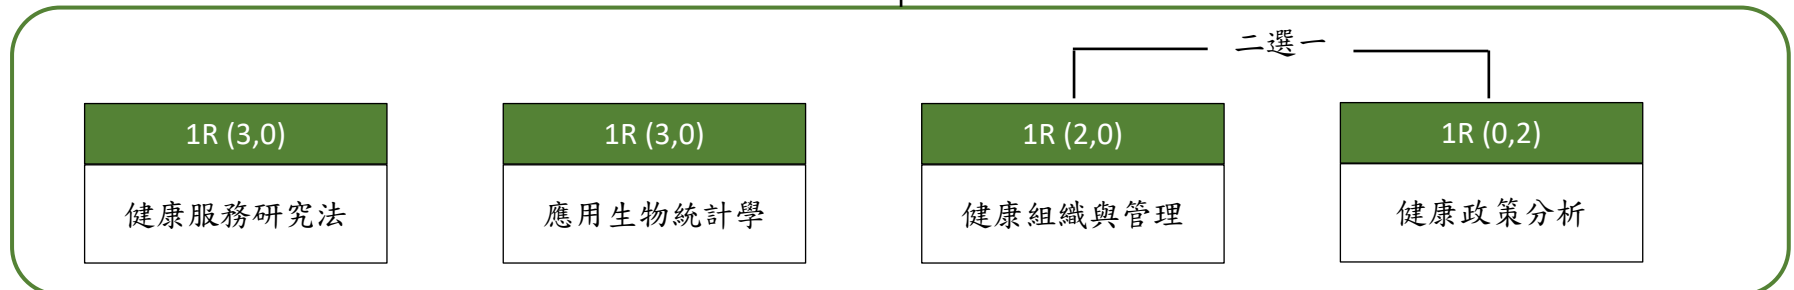 二選一
1R (3,0)
1R (3,0)
1R (2,0)
1R (0,2)
健康服務研究法
應用生物統計學
健康組織與管理
健康政策分析